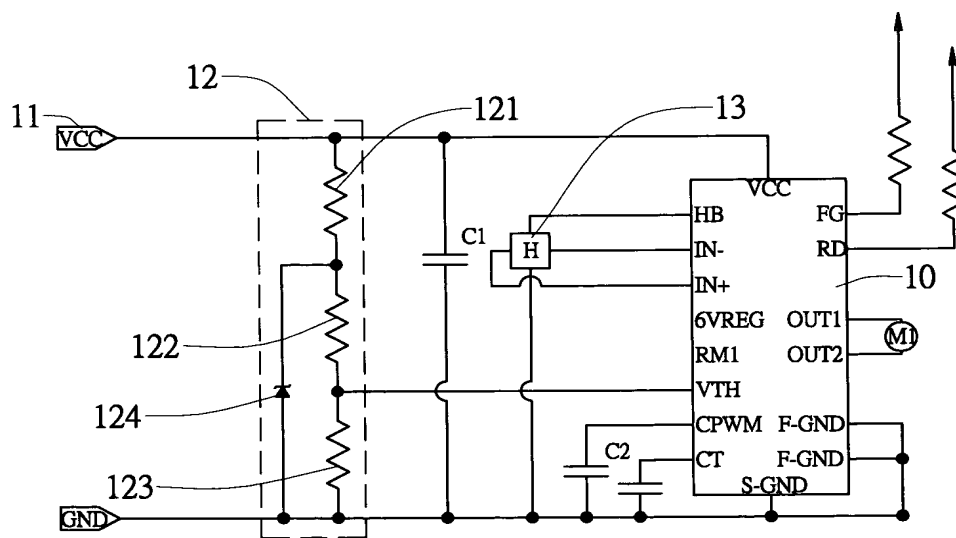 12
121
13
11
VCC
VCC
HB
FG
C1
H
IN-
RD
IN+
10
6VREG
OUT1
M1
122
RM1
OUT2
VTH
124
CPWM
F-GND
C2
CT
F-GND
123
S-GND
GND